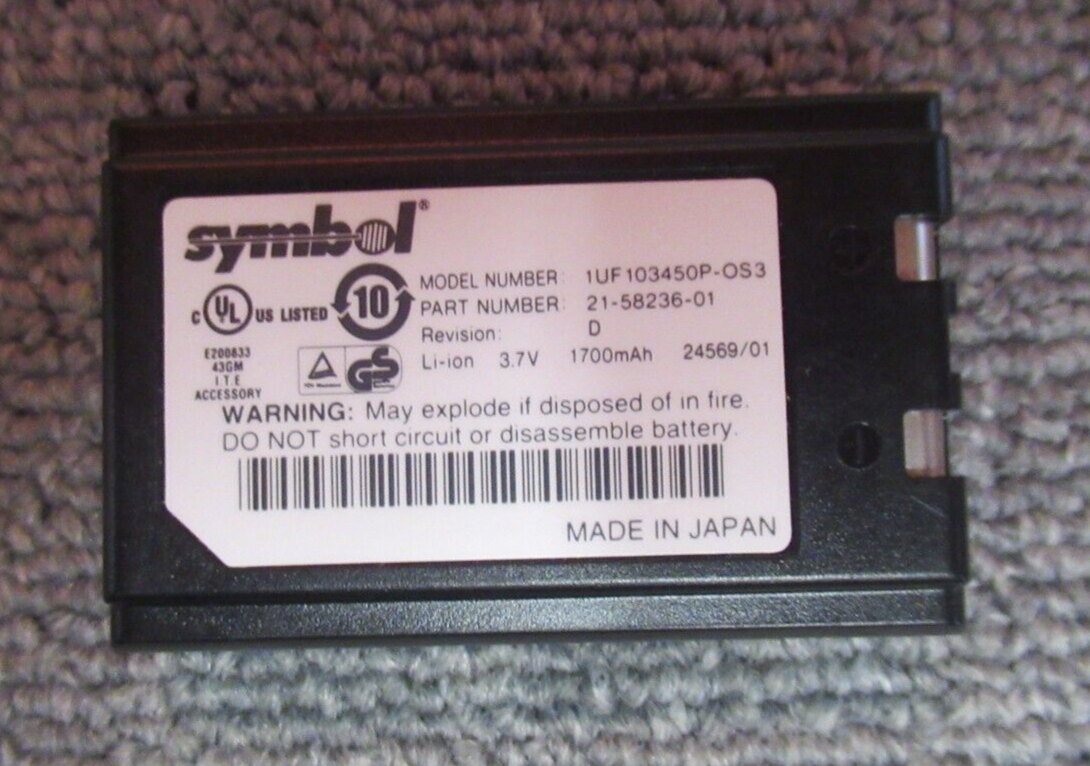 symbol®
MODEL NUMBER: 1UF103450P-OS3
PART NUMBER: 21-58236-01
Revision: D
Li-ion 3.7V 1700mAh 24569/01
C UL US LISTED
10
E200833
43GM
I.T.E
ACCESSORY
GS
WARNING: May explode if disposed of in fire.
DO NOT short circuit or disassemble battery.
MADE IN JAPAN